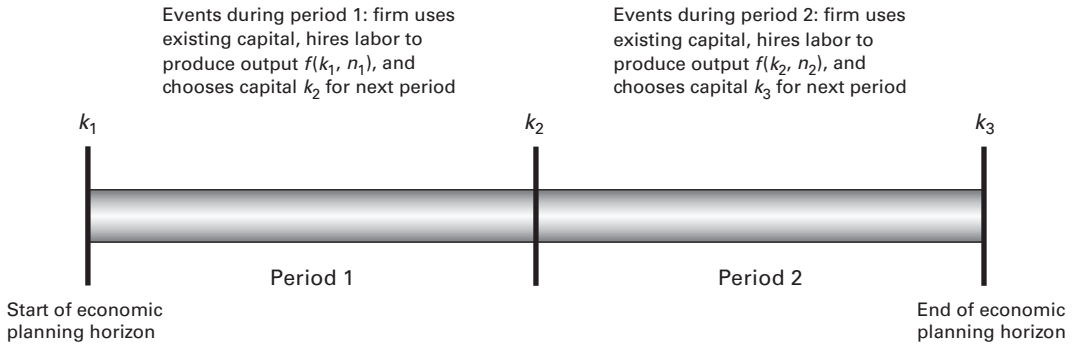 Events during period 1: firm uses
existing capital, hires labor to
produce output f(k₁, n₁), and
chooses capital k₂ for next period
Events during period 2: firm uses
existing capital, hires labor to
produce output f(k₂, n₂), and
chooses capital k₃ for next period
k₁
k₂
k₃
Period 1
Period 2
Start of economic
planning horizon
End of economic
planning horizon